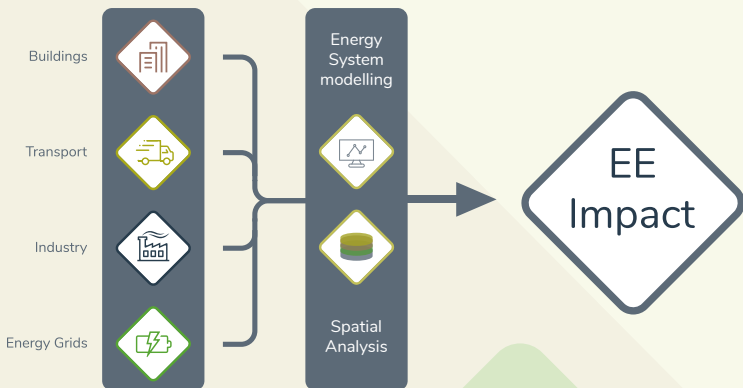 Buildings
Transport
Industry
Energy Grids
Energy
System
modelling
Spatial
Analysis
EE
Impact